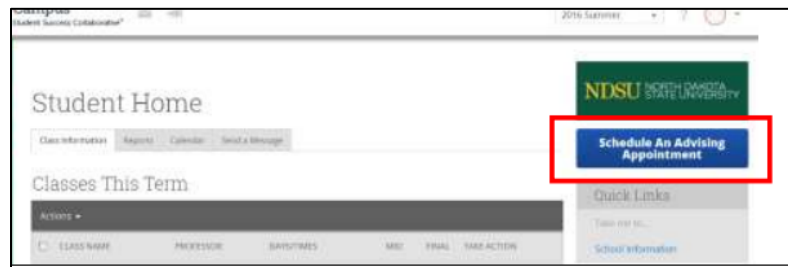 Campus
Student Success Collaborative
2016 Summer ?
NDSU NORTH DAKOTA STATE UNIVERSITY
Student Home
Schedule An Advising
Appointment
Class Information Reports Calendar Send a Message
Classes This Term
Quick Links
Actions
Take me to...
CLASS NAME PROFESSOR DAYS/TIMES MID FINAL TAKE ACTION
School Information